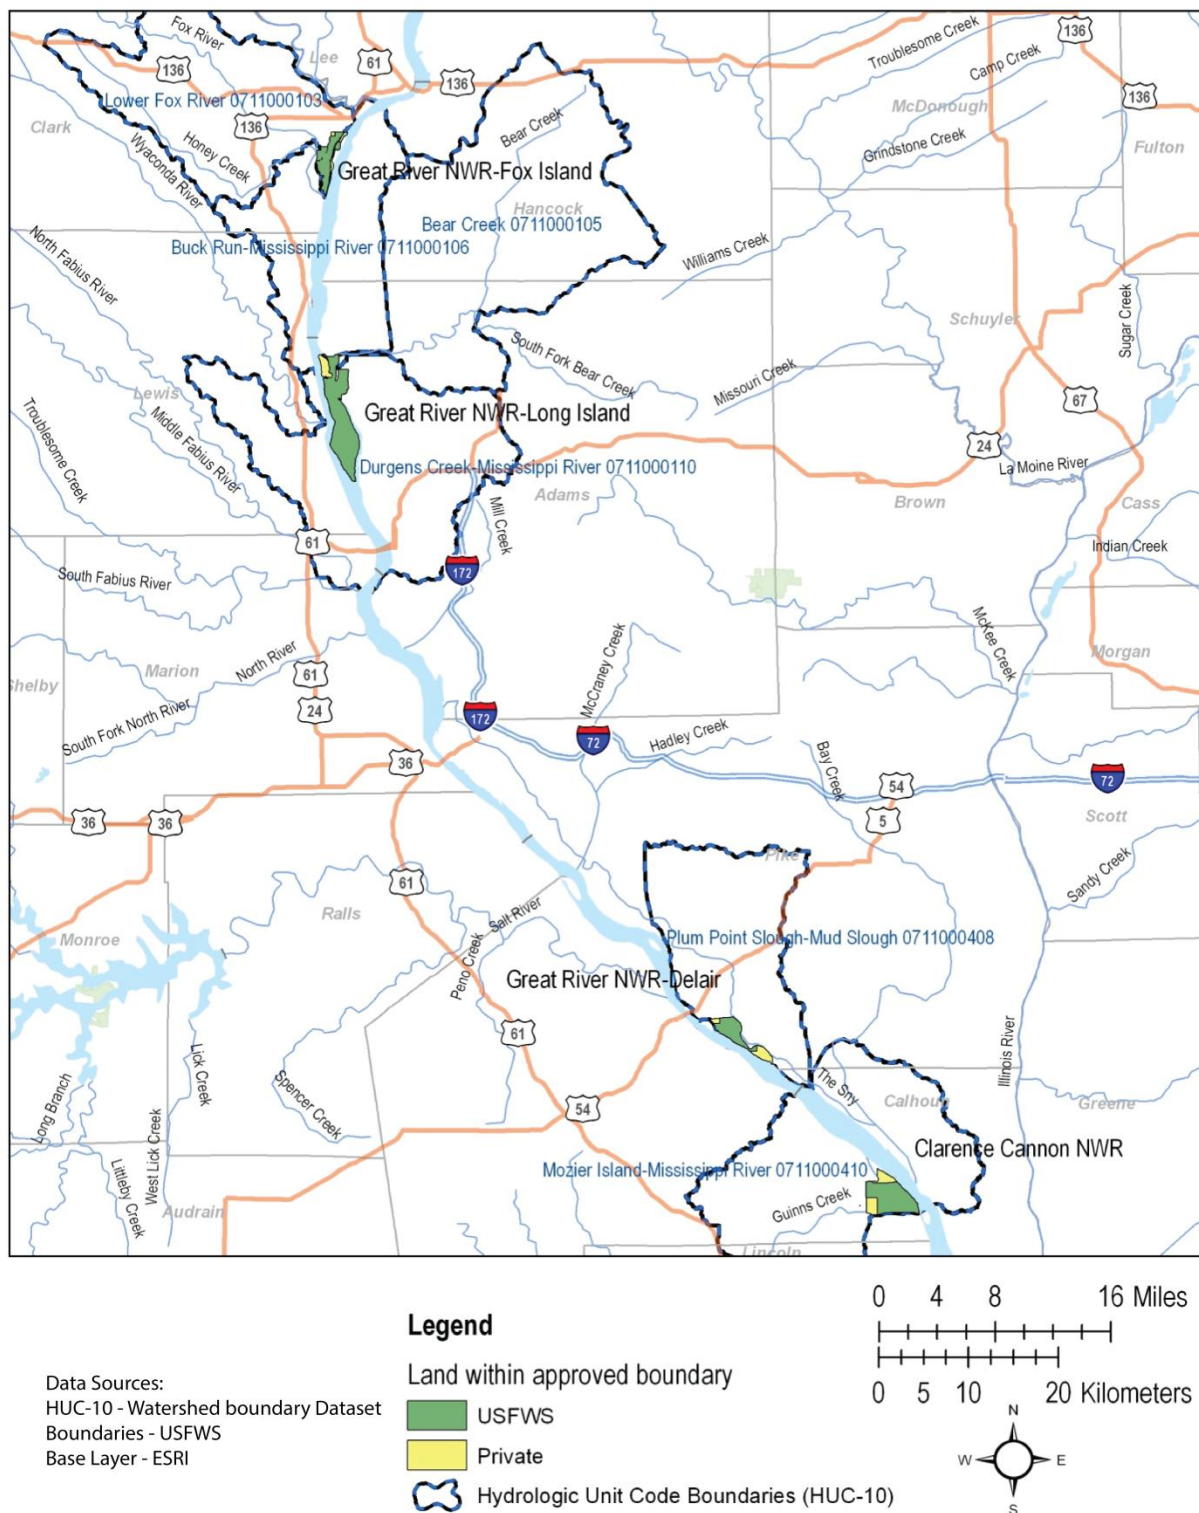 Fox River
Lee
61
136
136
Troublesome Creek
136
Camp Creek
136
McDonough
Lower Fox River 0711000103
Clark
136
Honey Creek
Wyaconda River
Bear Creek
Grindstone Creek
Fulton
Great River NWR-Fox Island
Hancock
Bear Creek 0711000105
Buck Run-Mississippi River 0711000106
North Fabius River
Williams Creek
Sugar Creek
Schuyler
South Fork Bear Creek
Missouri Creek
Lewis
Middle Fabius River
Troublesome Creek
Great River NWR-Long Island
67
24
La Moine River
Durgens Creek-Mississippi River 0711000110
Adams
Brown
Cass
Mill Creek
61
172
Indian Creek
South Fabius River
McKee Creek
Morgan
McCraney Creek
North River
Marion
Shelby
61
24
South Fork North River
172
72
Hadley Creek
Bay Creek
36
54
72
5
Scott
36
36
Sandy Creek
Pike
61
Ralls
Salt River
Monroe
Peno Creek
Plum Point Slough-Mud Slough 0711000408
Great River NWR-Delair
61
Illinois River
Lick Creek
Long Branch
Spencer Creek
The Sny
54
Calhoun
Greene
West Lick Creek
Littleby Creek
Clarence Cannon NWR
Mozier Island-Mississippi River 0711000410
Guinns Creek
Audrain
Lincoln
0 4 8 16 Miles
0 5 10 20 Kilometers
Legend
Land within approved boundary
USFWS
Private
Hydrologic Unit Code Boundaries (HUC-10)
Data Sources:
HUC-10 - Watershed boundary Dataset
Boundaries - USFWS
Base Layer - ESRI
N
W
E
S